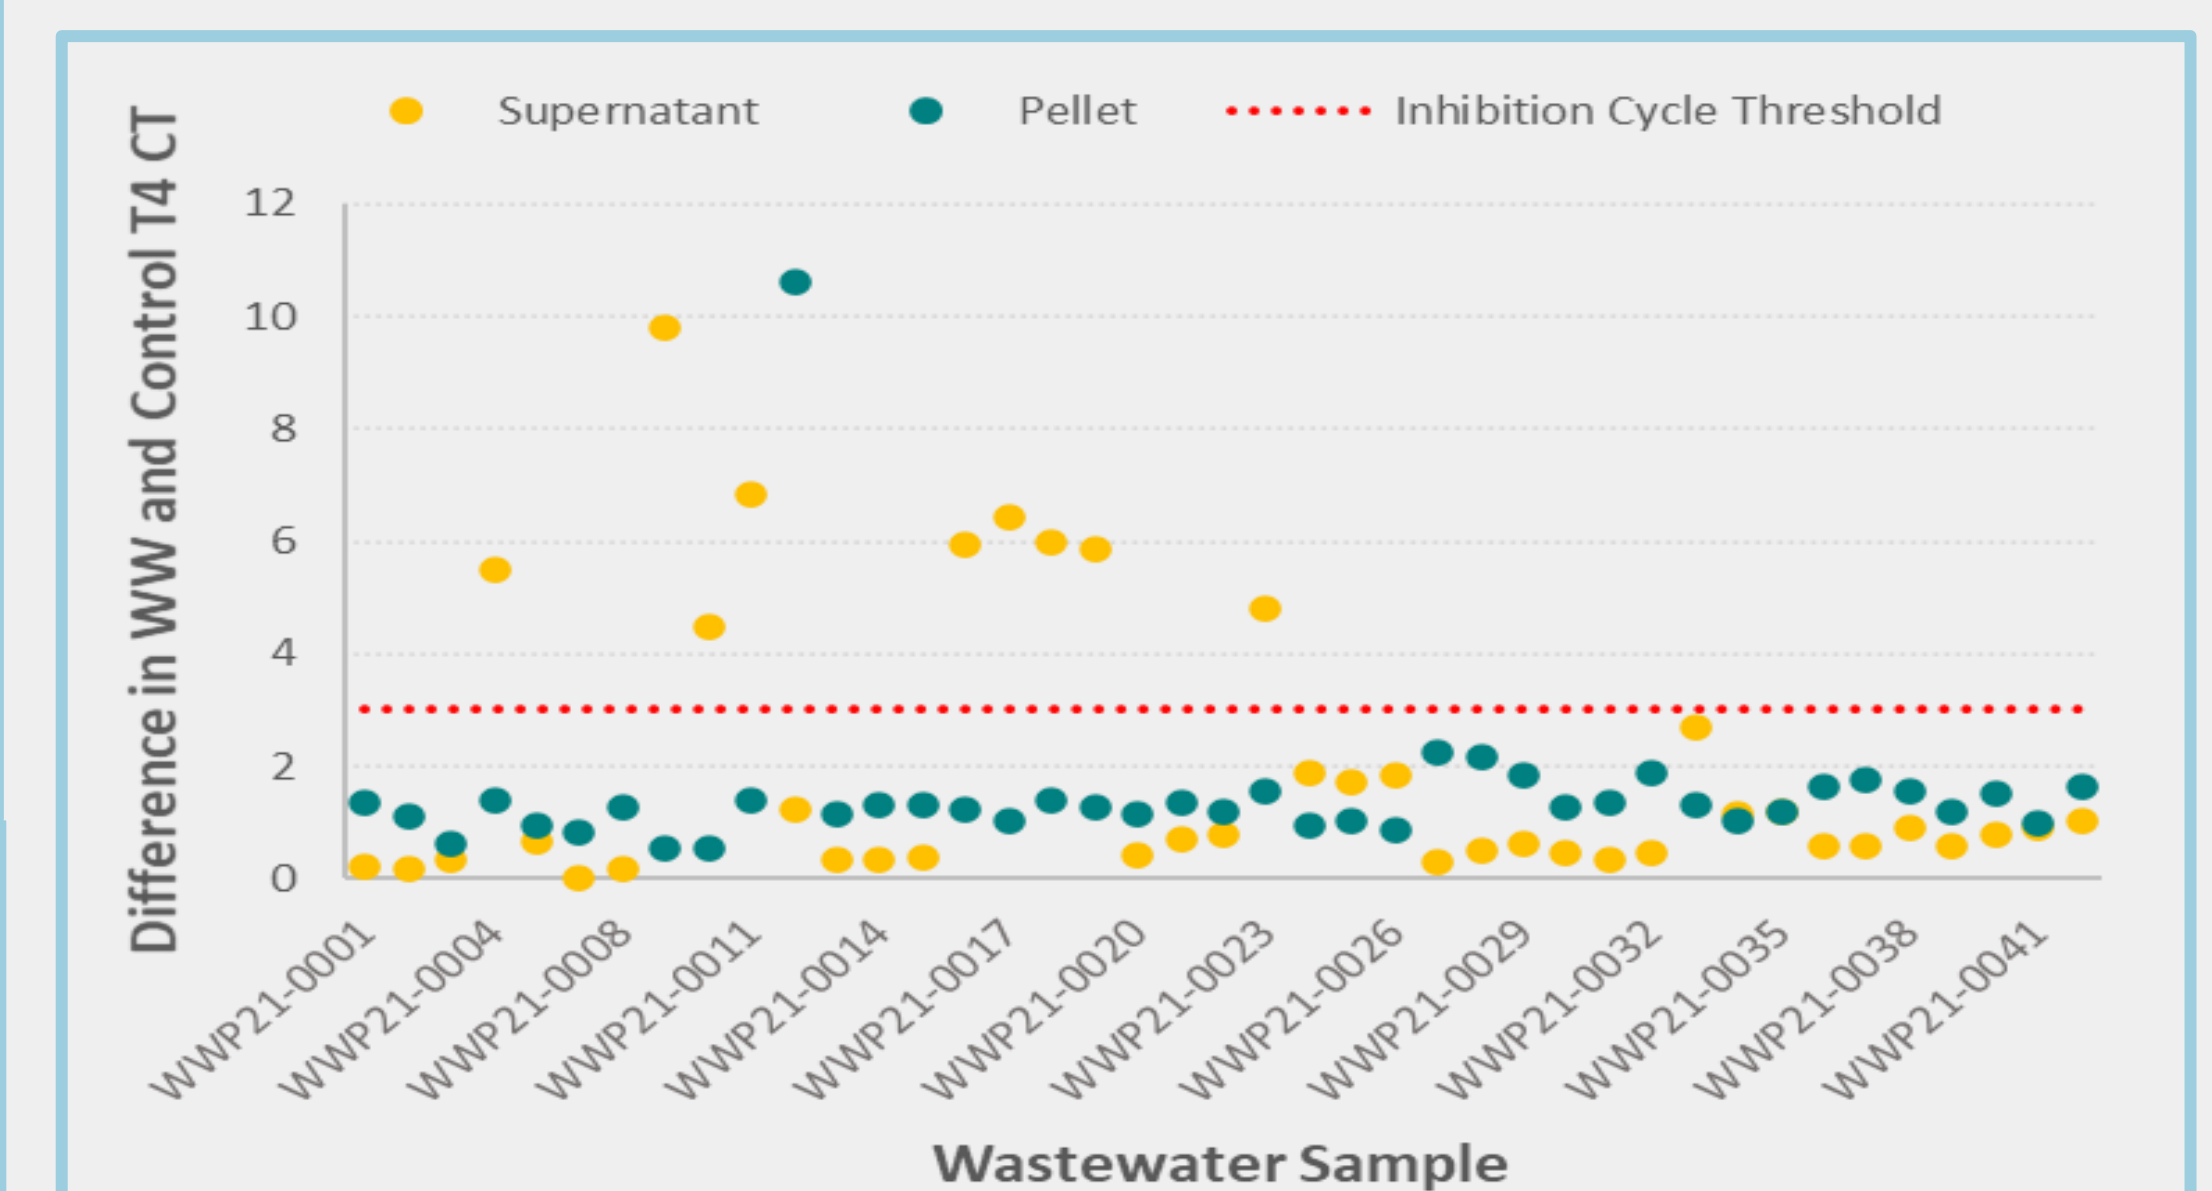 Supernatant Pellet Inhibition Cycle Threshold
Difference in WW and Control T4 CT
12
10
8
6
4
2
0
WWP21-0001
WWP21-0004
WWP21-0008
WWP21-0011
WWP21-0014
WWP21-0017
WWP21-0020
WWP21-0023
WWP21-0026
WWP21-0029
WWP21-0032
WWP21-0035
WWP21-0038
WWP21-0041
Wastewater Sample